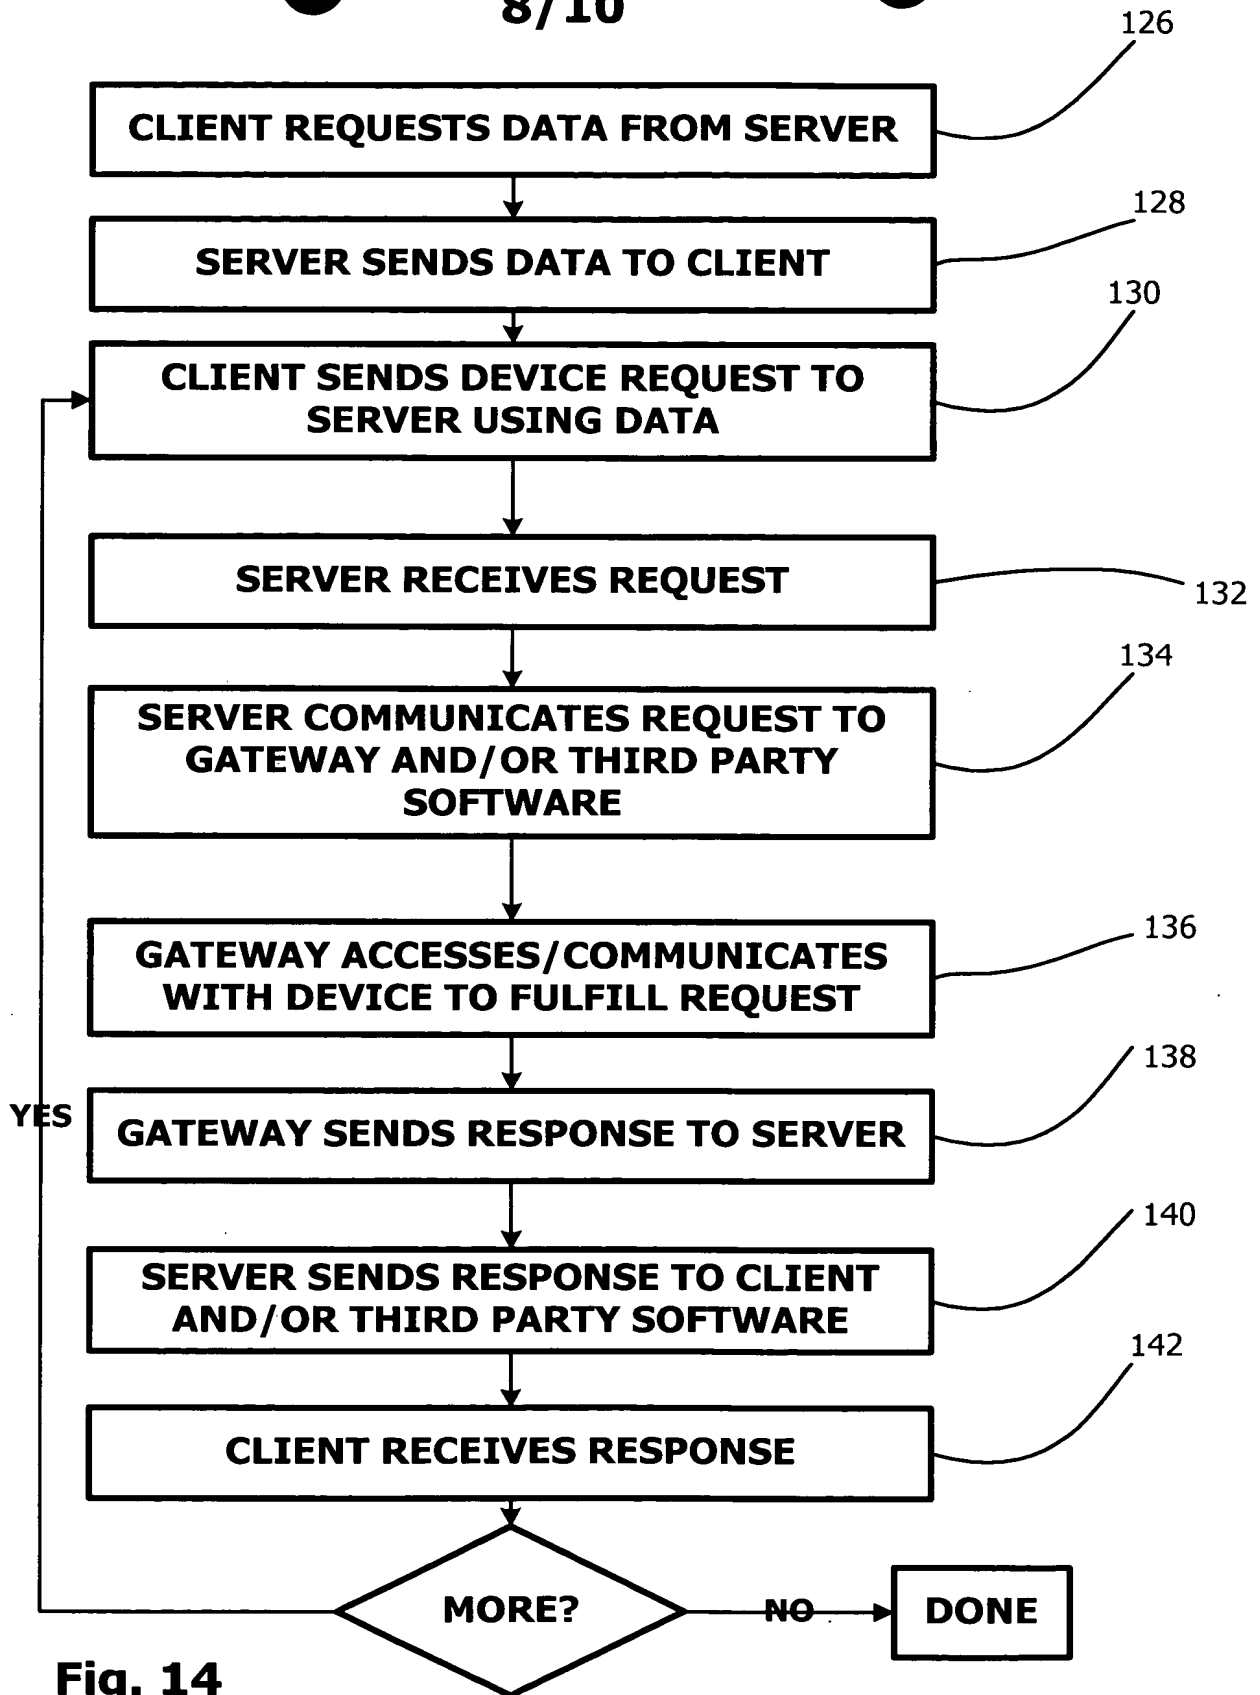 8/10
126
CLIENT REQUESTS DATA FROM SERVER
128
SERVER SENDS DATA TO CLIENT
130
CLIENT SENDS DEVICE REQUEST TO
SERVER USING DATA
SERVER RECEIVES REQUEST
132
134
SERVER COMMUNICATES REQUEST TO
GATEWAY AND/OR THIRD PARTY
SOFTWARE
136
GATEWAY ACCESSES/COMMUNICATES
WITH DEVICE TO FULFILL REQUEST
138
YES
GATEWAY SENDS RESPONSE TO SERVER
140
SERVER SENDS RESPONSE TO CLIENT
AND/OR THIRD PARTY SOFTWARE
142
CLIENT RECEIVES RESPONSE
MORE?
NO
DONE
Fig. 14